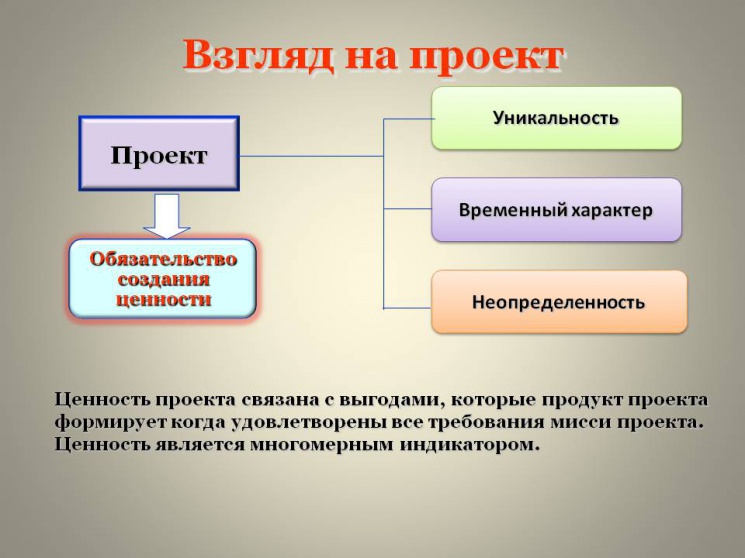 Взгляд на проект
Проект
Уникальность
Временный характер
Неопределенность
Обязательство
создания
ценности
Ценность проекта связана с выгодами, которые продукт проекта
формирует когда удовлетворены все требования мисси проекта.
Ценность является многомерным индикатором.